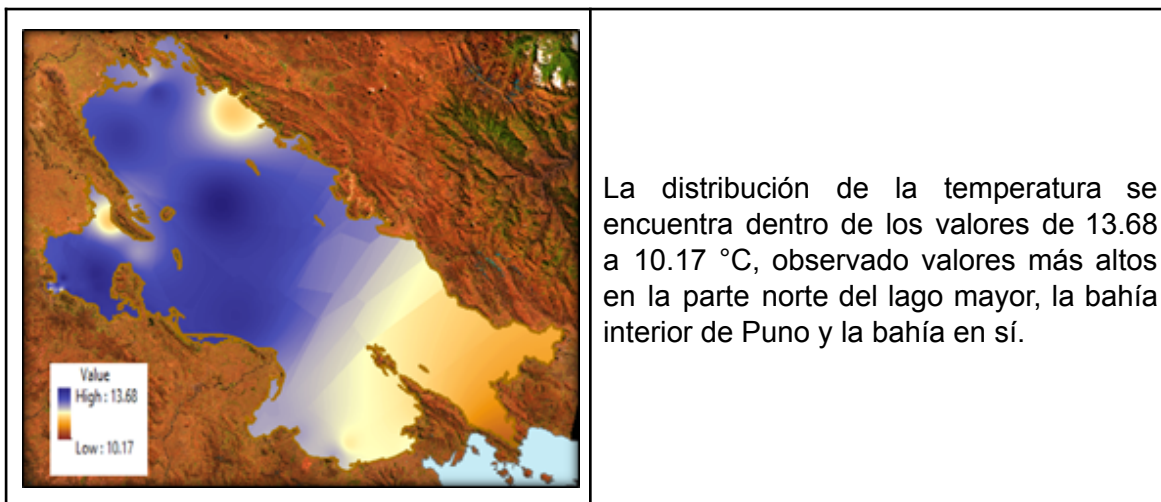 Value
High : 13.68
Low : 10.17
La distribución de la temperatura se
encuentra dentro de los valores de 13.68
a 10.17 °C, observado valores más altos
en la parte norte del lago mayor, la bahía
interior de Puno y la bahía en sí.